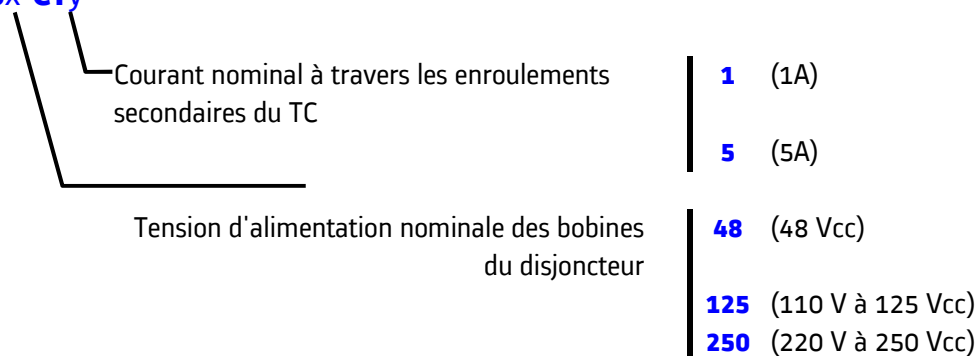 Courant nominal à travers les enroulements
secondaires du TC
1 (1A)
5 (5A)
Tension d'alimentation nominale des bobines
du disjoncteur
48 (48 Vcc)
125 (110 V à 125 Vcc)
250 (220 V à 250 Vcc)